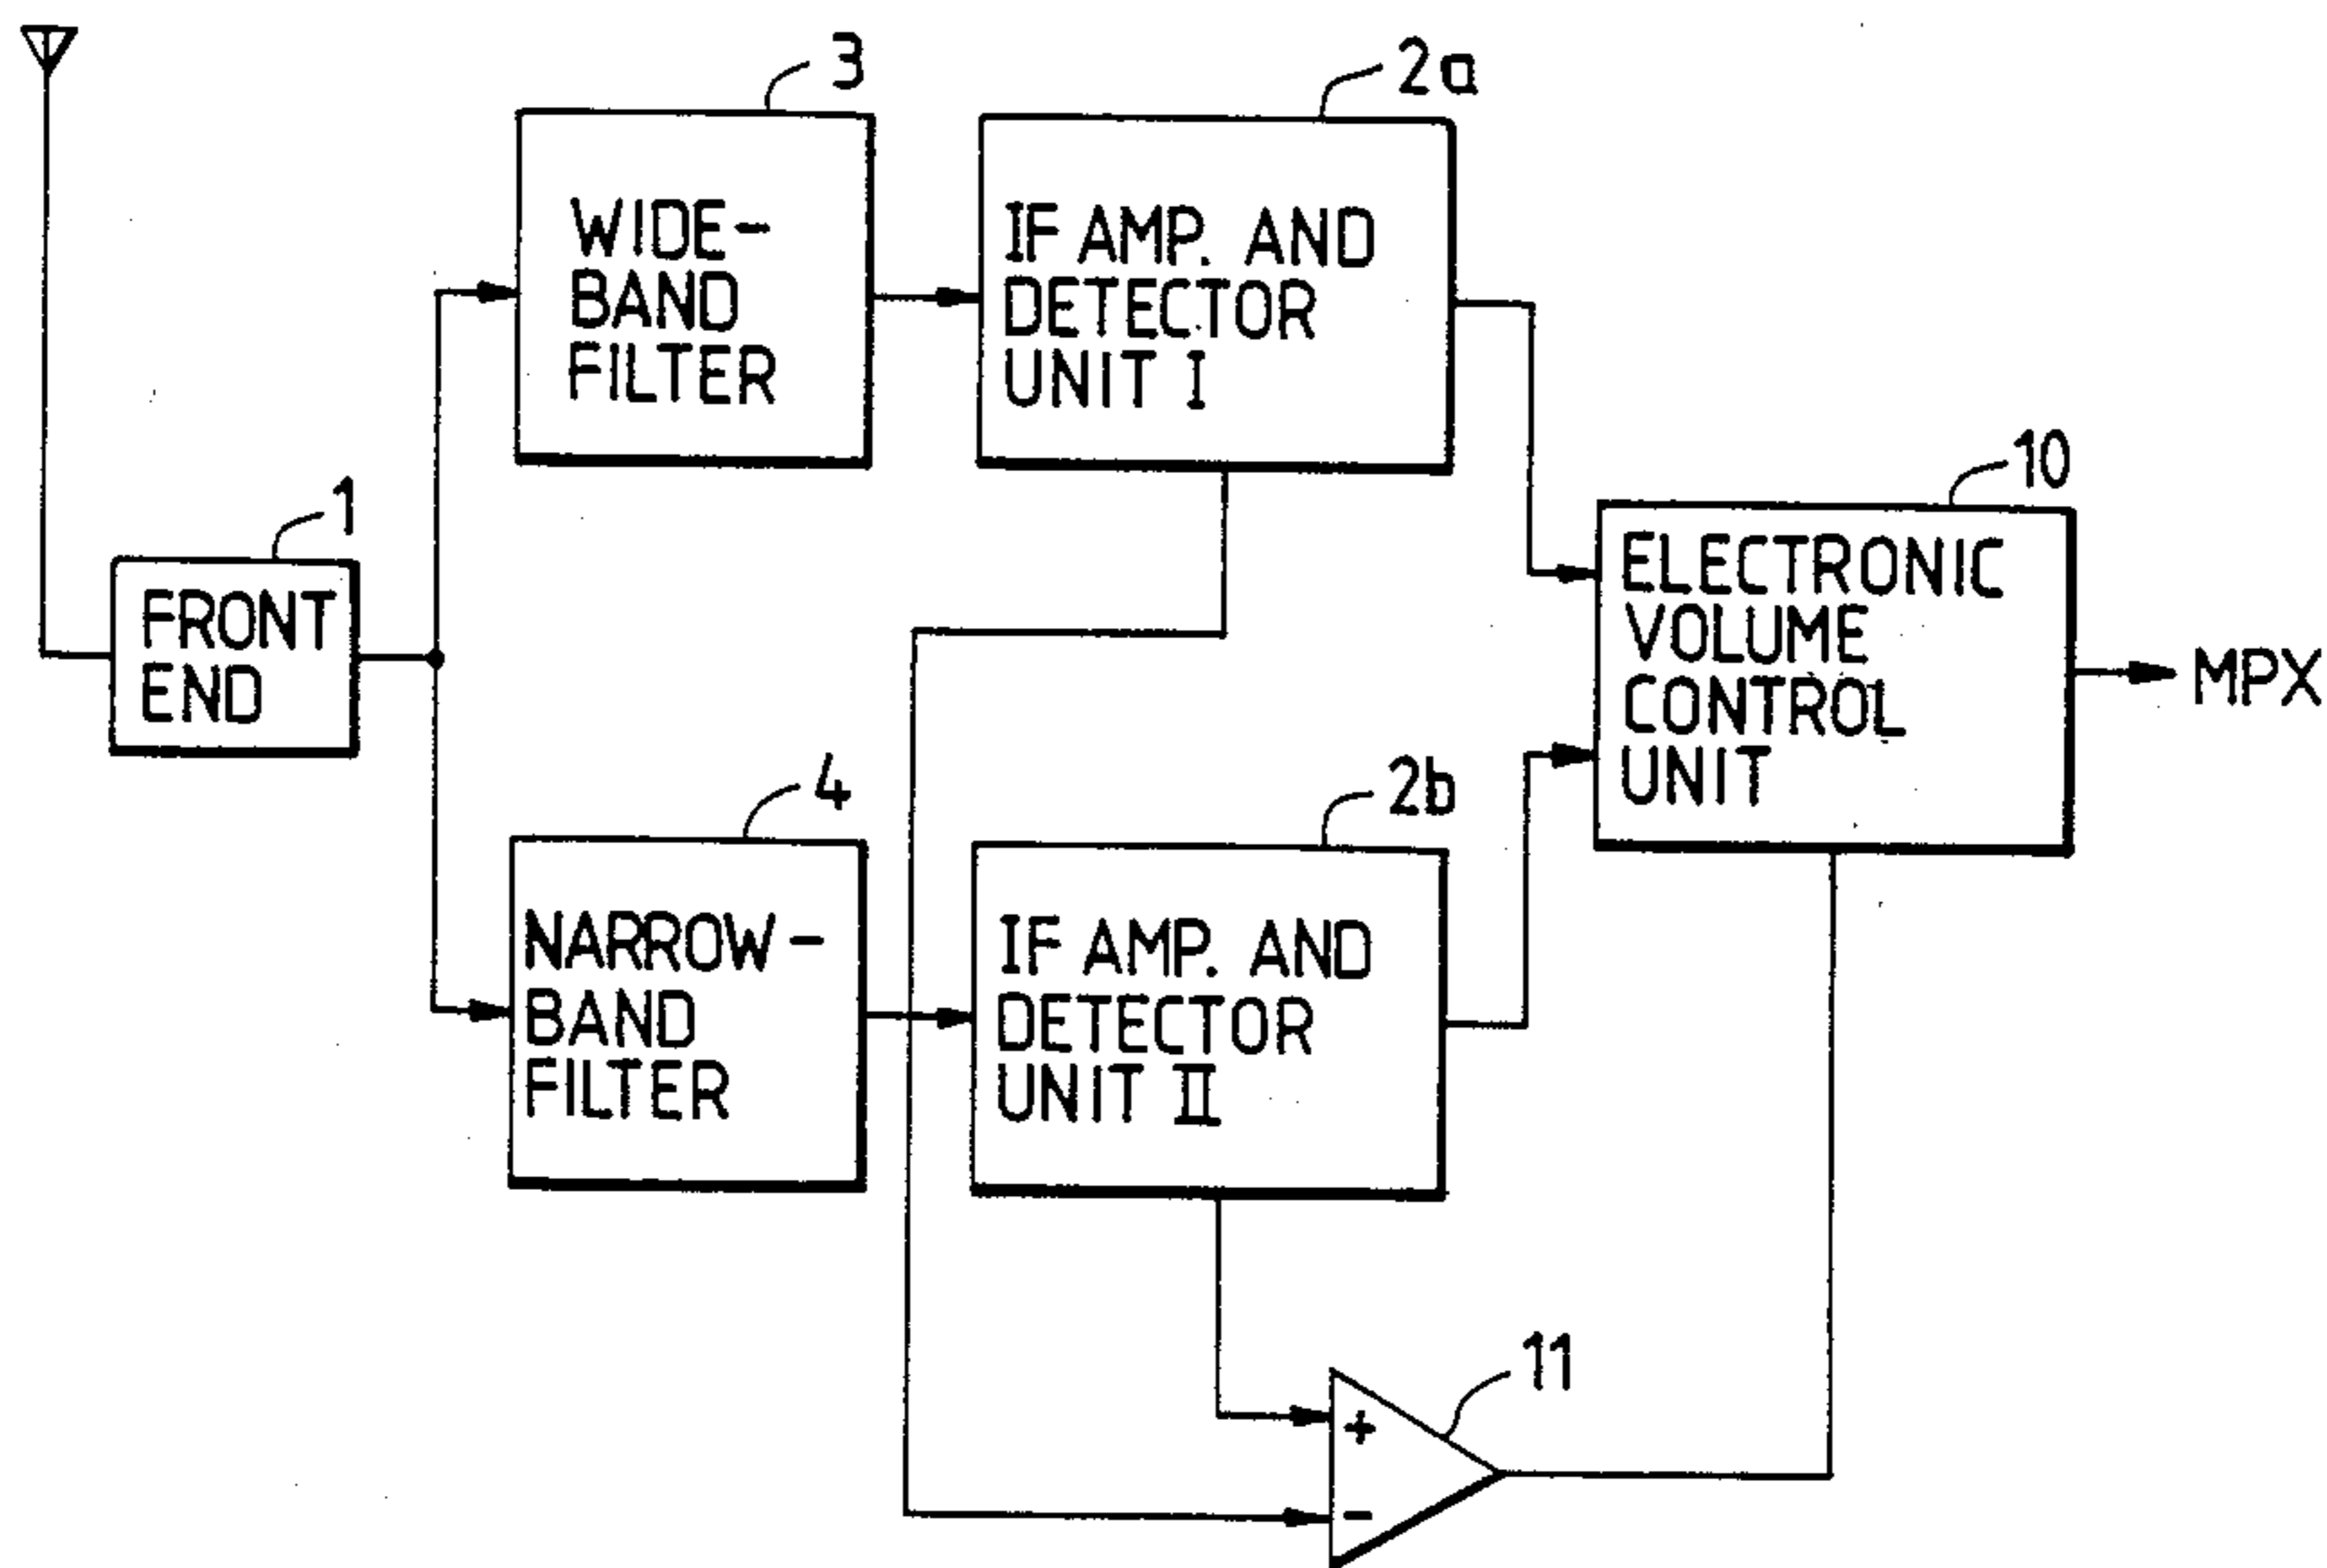 3
2a
WIDE-
BAND
FILTER
IF AMP. AND
DETECTOR
UNIT I
1
FRONT
END
10
ELECTRONIC
VOLUME
CONTROL
UNIT
MPX
4
2b
NARROW-
BAND
FILTER
IF AMP. AND
DETECTOR
UNIT II
11
+
-